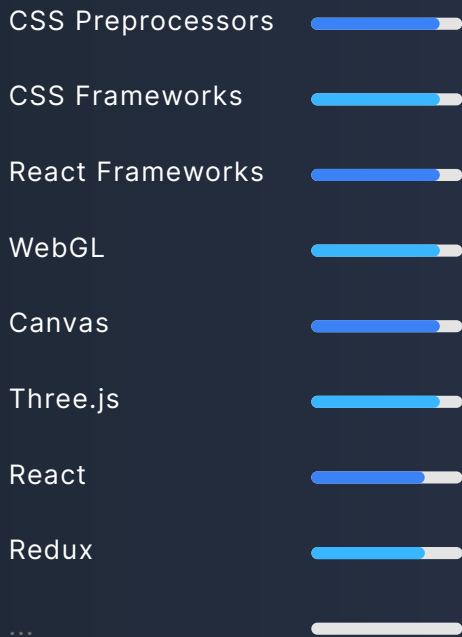 CSS Preprocessors
CSS Frameworks
React Frameworks
WebGL
Canvas
Three.js
React
Redux
...